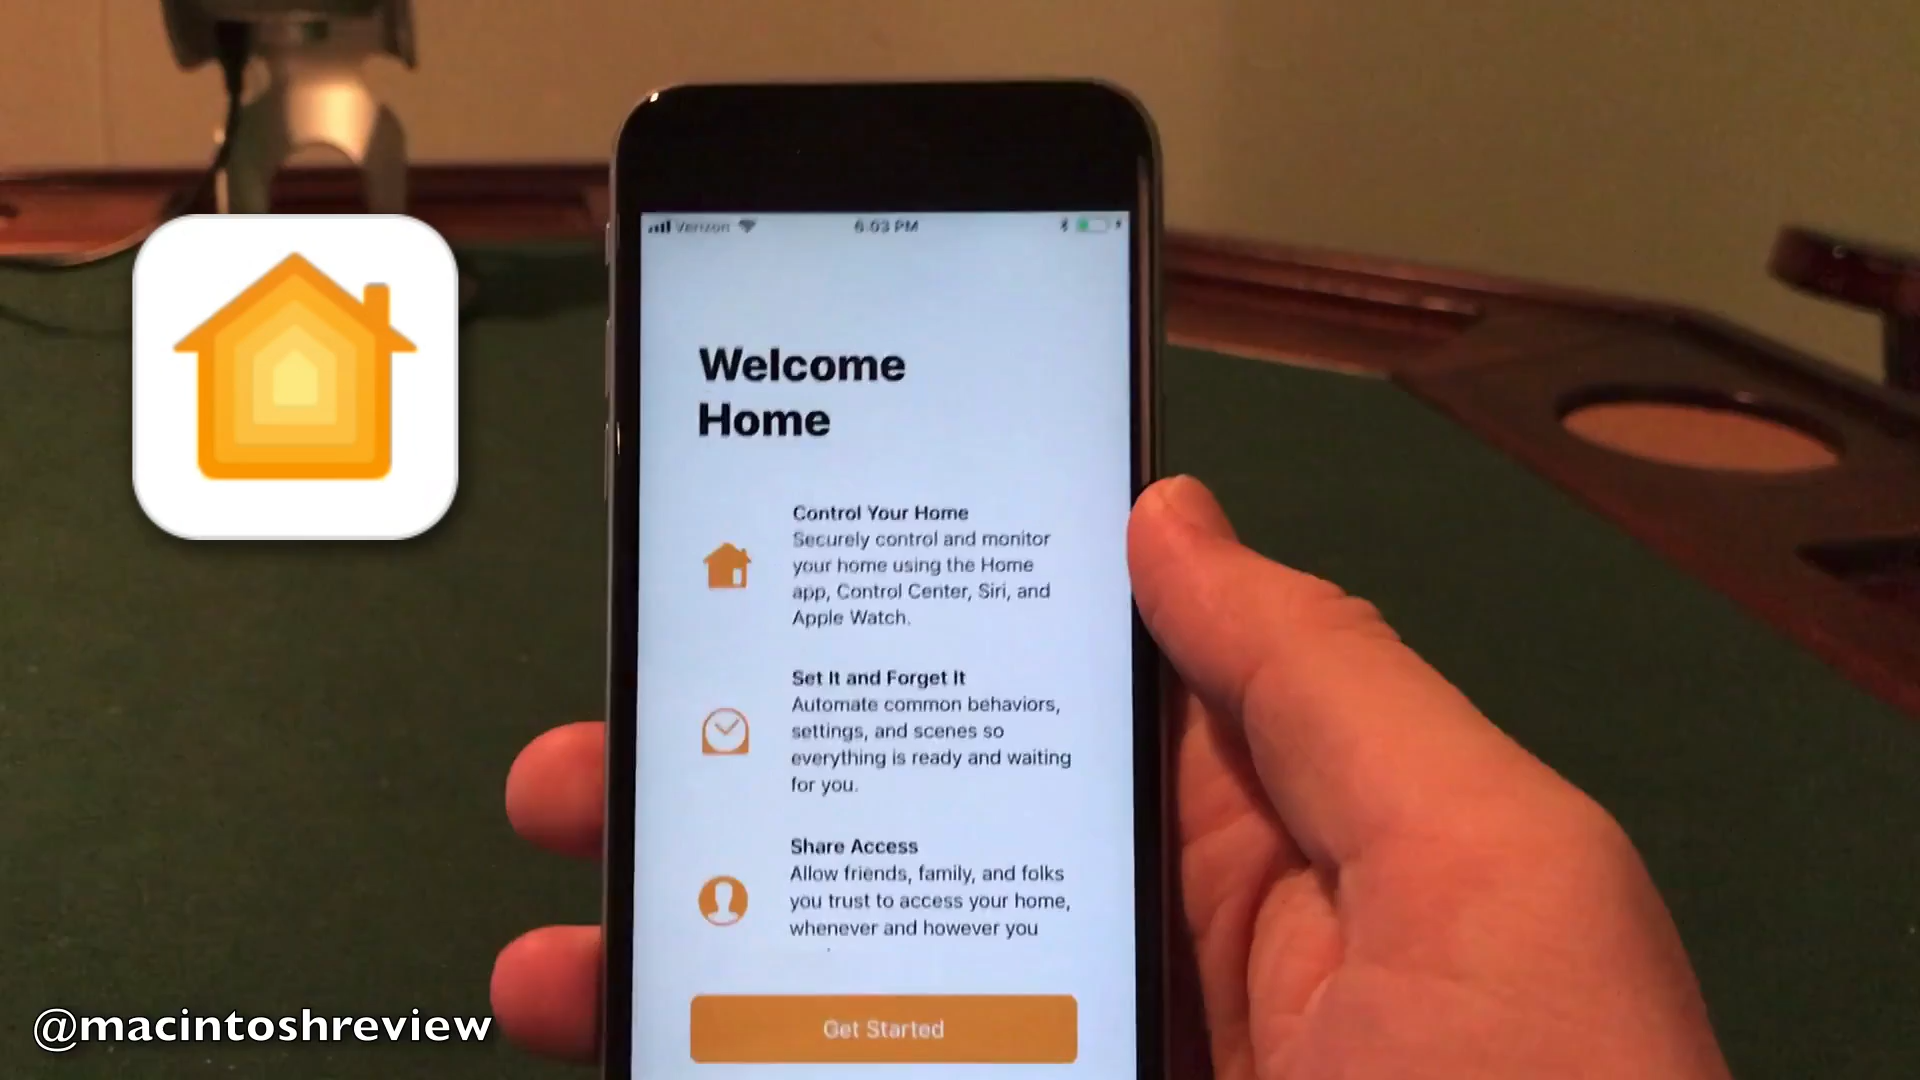 Verizon 6:03 PM
Welcome
Home
Control Your Home
Securely control and monitor
your home using the Home
app, Control Center, Siri, and
Apple Watch.
Set It and Forget It
Automate common behaviors,
settings, and scenes so
everything is ready and waiting
for you.
Share Access
Allow friends, family, and folks
you trust to access your home,
whenever and however you
Get Started
@macintoshreview